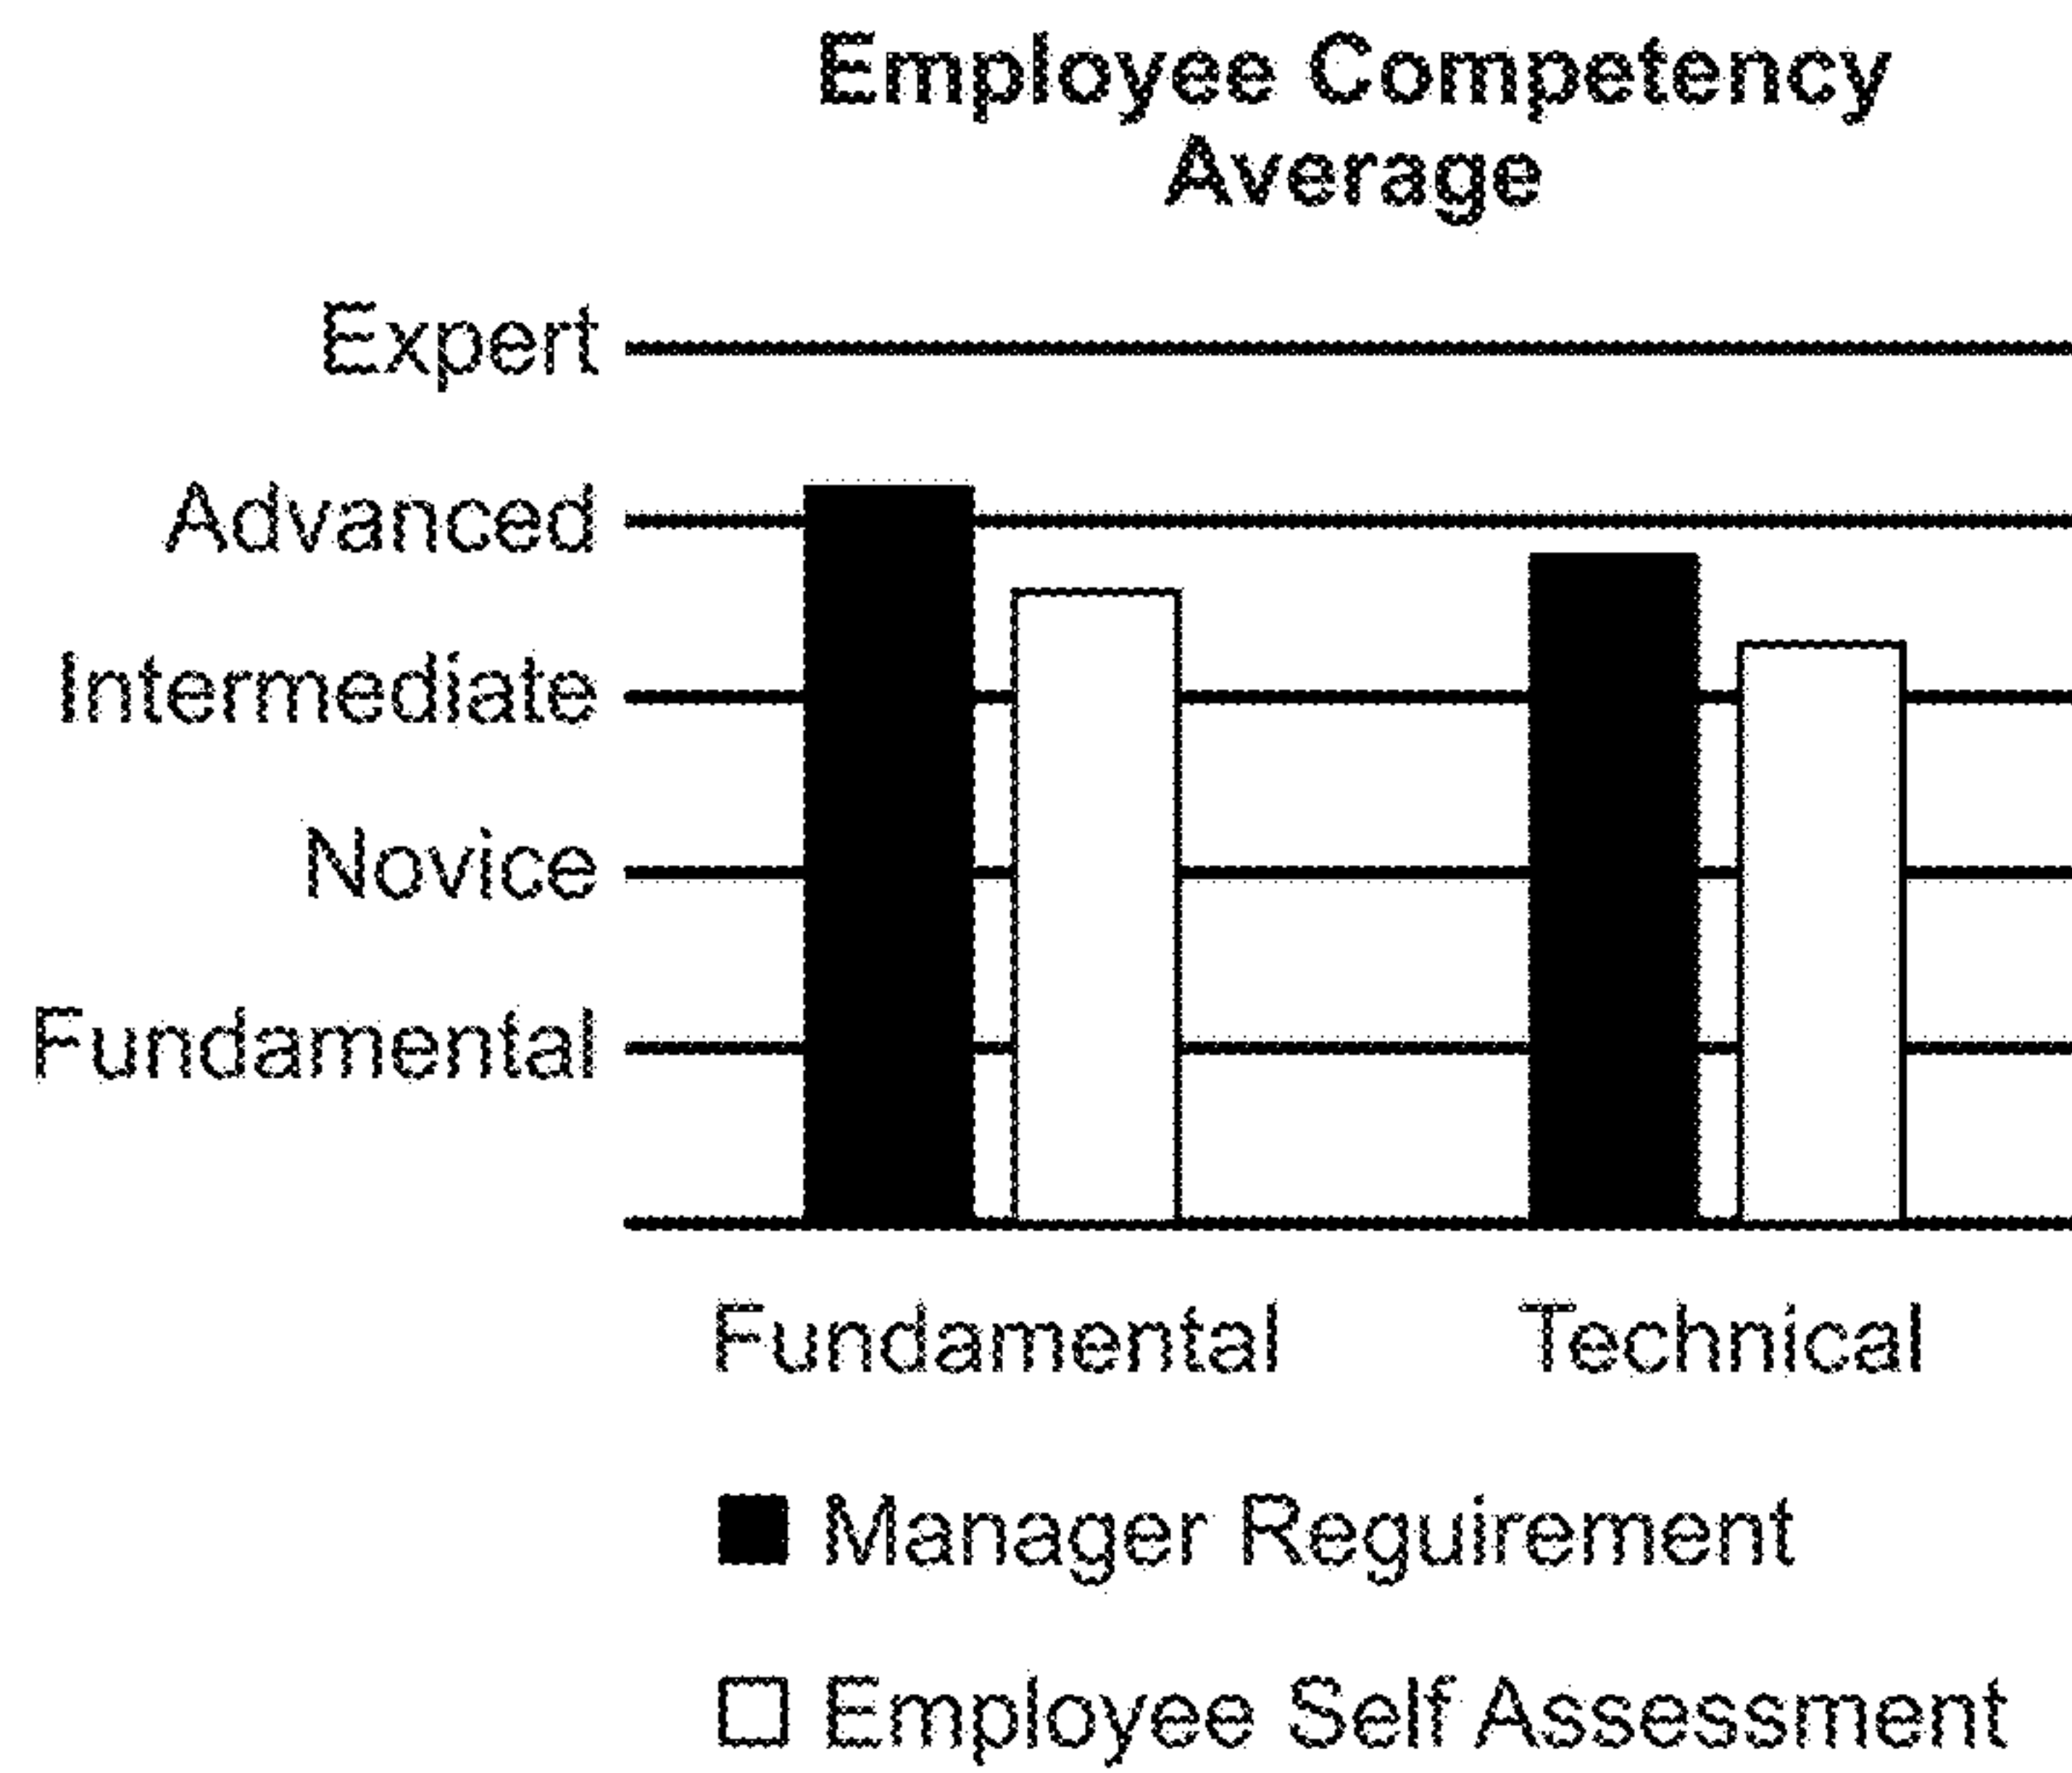 Employee Competency
Average
Expert
Advanced
Intermediate
Novice
Fundamental
Fundamental Technical
Manager Reguirement
Employee Self Assessment